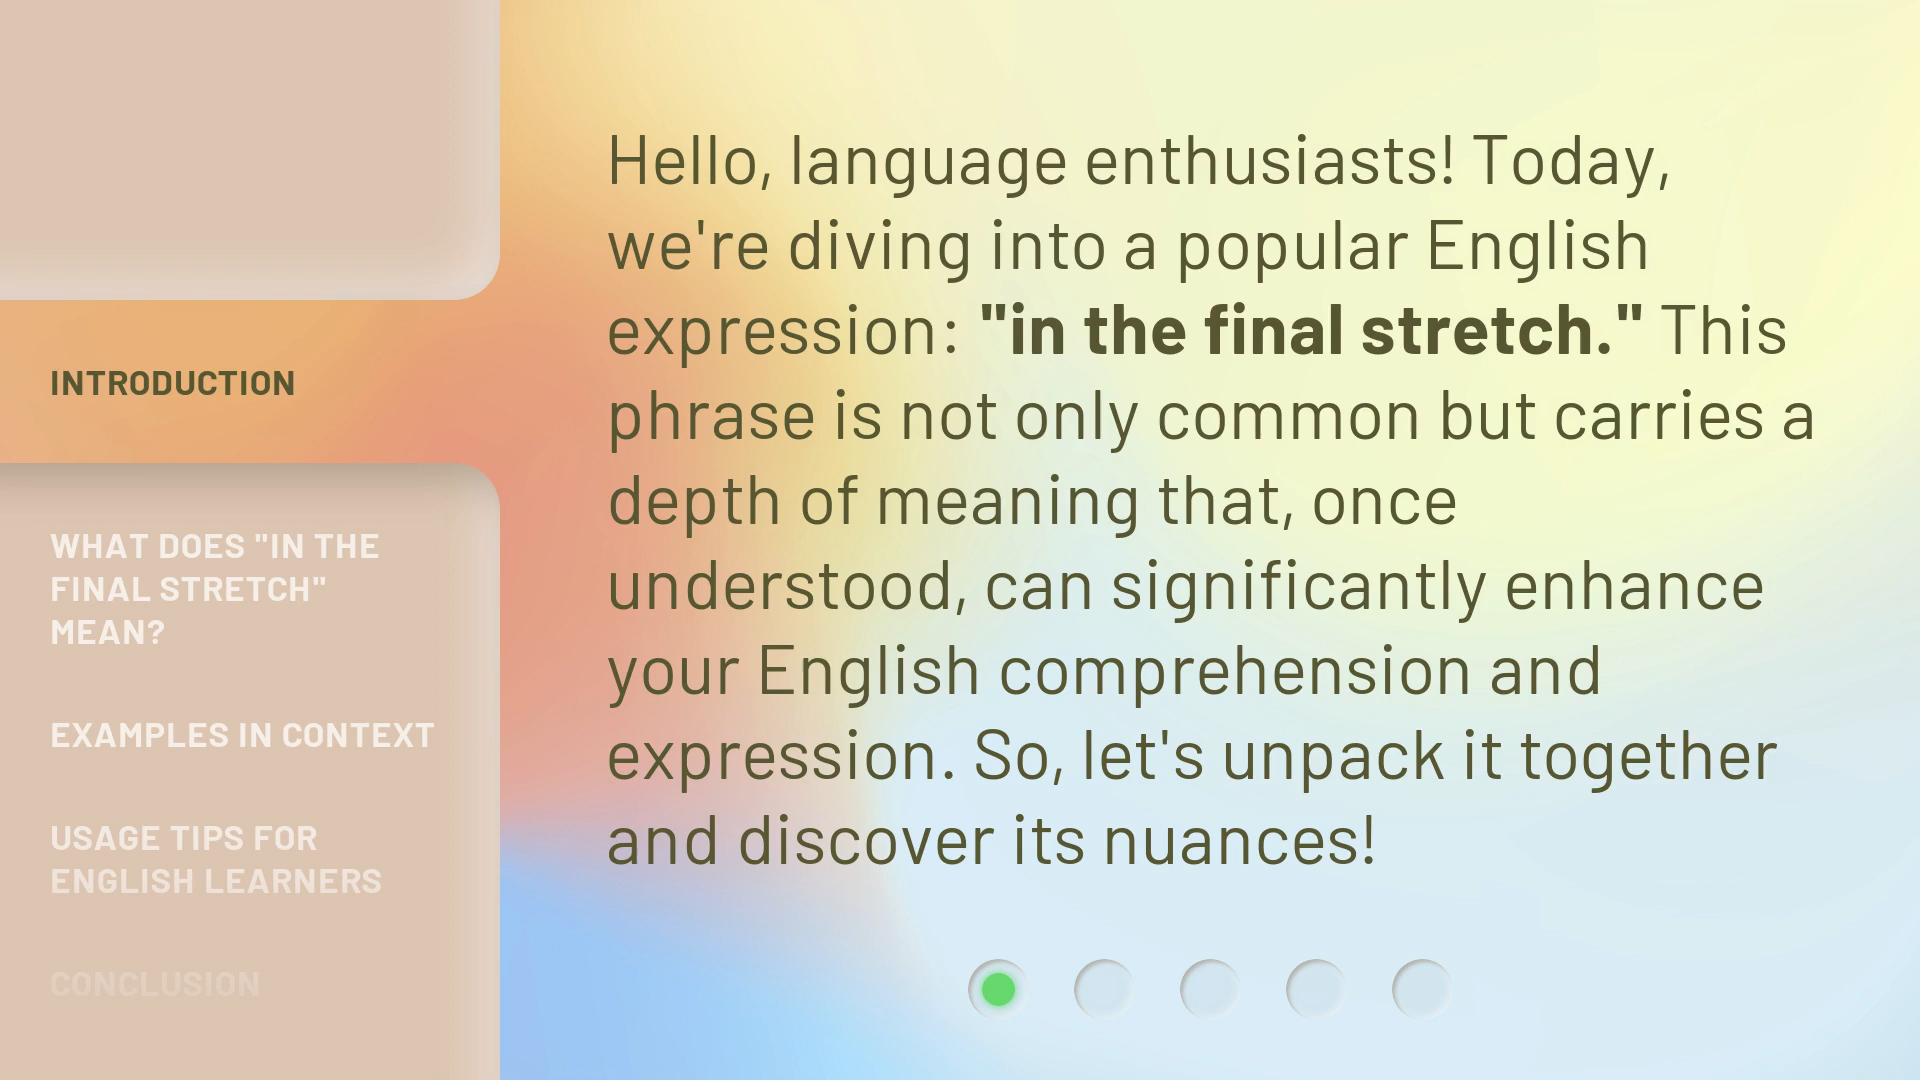 INTRODUCTION
WHAT DOES "IN THE
FINAL STRETCH"
MEAN?
EXAMPLES IN CONTEXT
USAGE TIPS FOR
ENGLISH LEARNERS
CONCLUSION
Hello, language enthusiasts! Today,
we're diving into a popular English
expression: "in the final stretch." This
phrase is not only common but carries a
depth of meaning that, once
understood, can significantly enhance
your English comprehension and
expression. So, let's unpack it together
and discover its nuances!